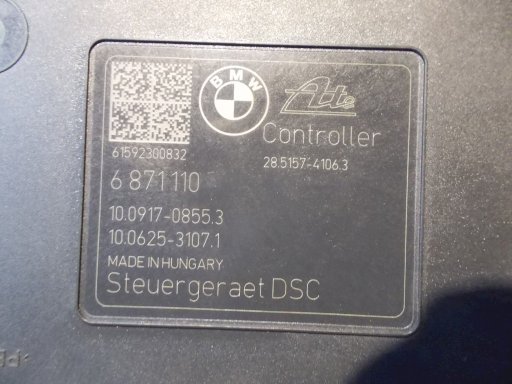 BMW
Ate
Controller
61592300832
28.5157-4106.3
6 871 110
10.0917-0855.3
10.0625-3107.1
MADE IN HUNGARY
Steuergeraet DSC